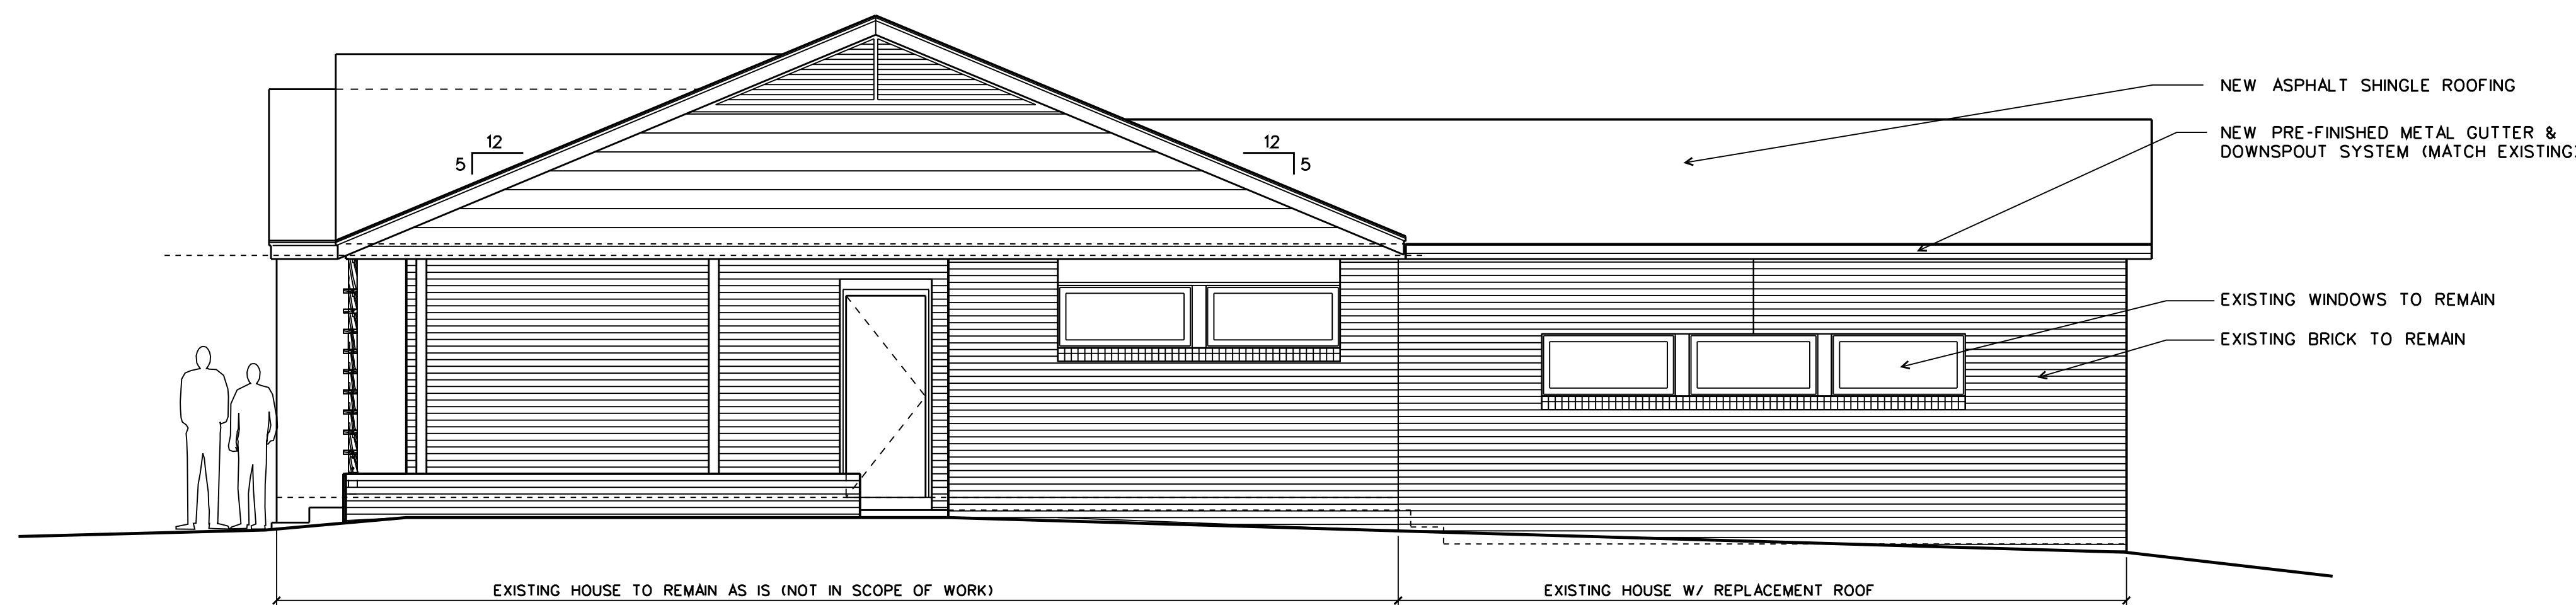 NEW ASPHALT SHINGLE ROOFING
NEW PRE-FINISHED METAL GUTTER &
DOWNSPOUT SYSTEM (MATCH EXISTING)
12
5
12
5
EXISTING WINDOWS TO REMAIN
EXISTING BRICK TO REMAIN
EXISTING HOUSE TO REMAIN AS IS (NOT IN SCOPE OF WORK)
EXISTING HOUSE W/ REPLACEMENT ROOF